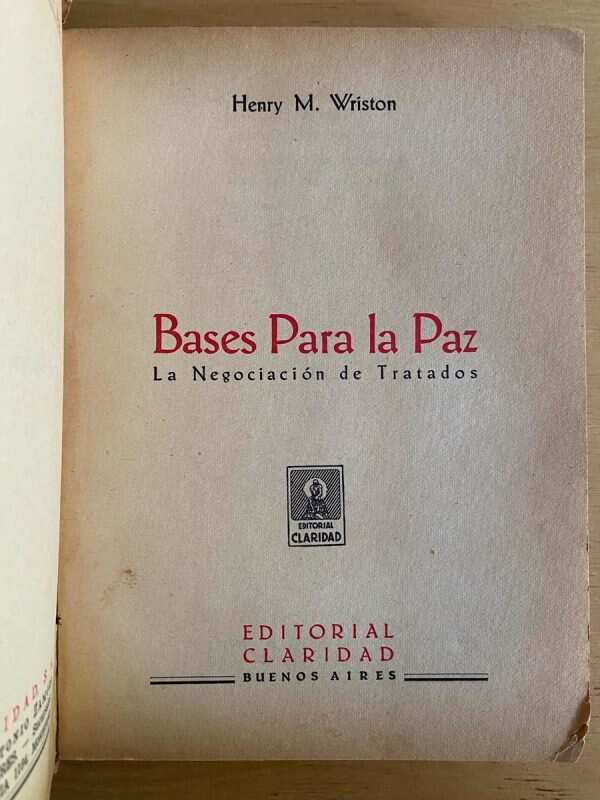 Henry M. Wriston
Bases Para la Paz
La Negociación de Tratados
EDITORIAL
CLARIDAD
EDITORIAL
CLARIDAD
BUENOS AIRES